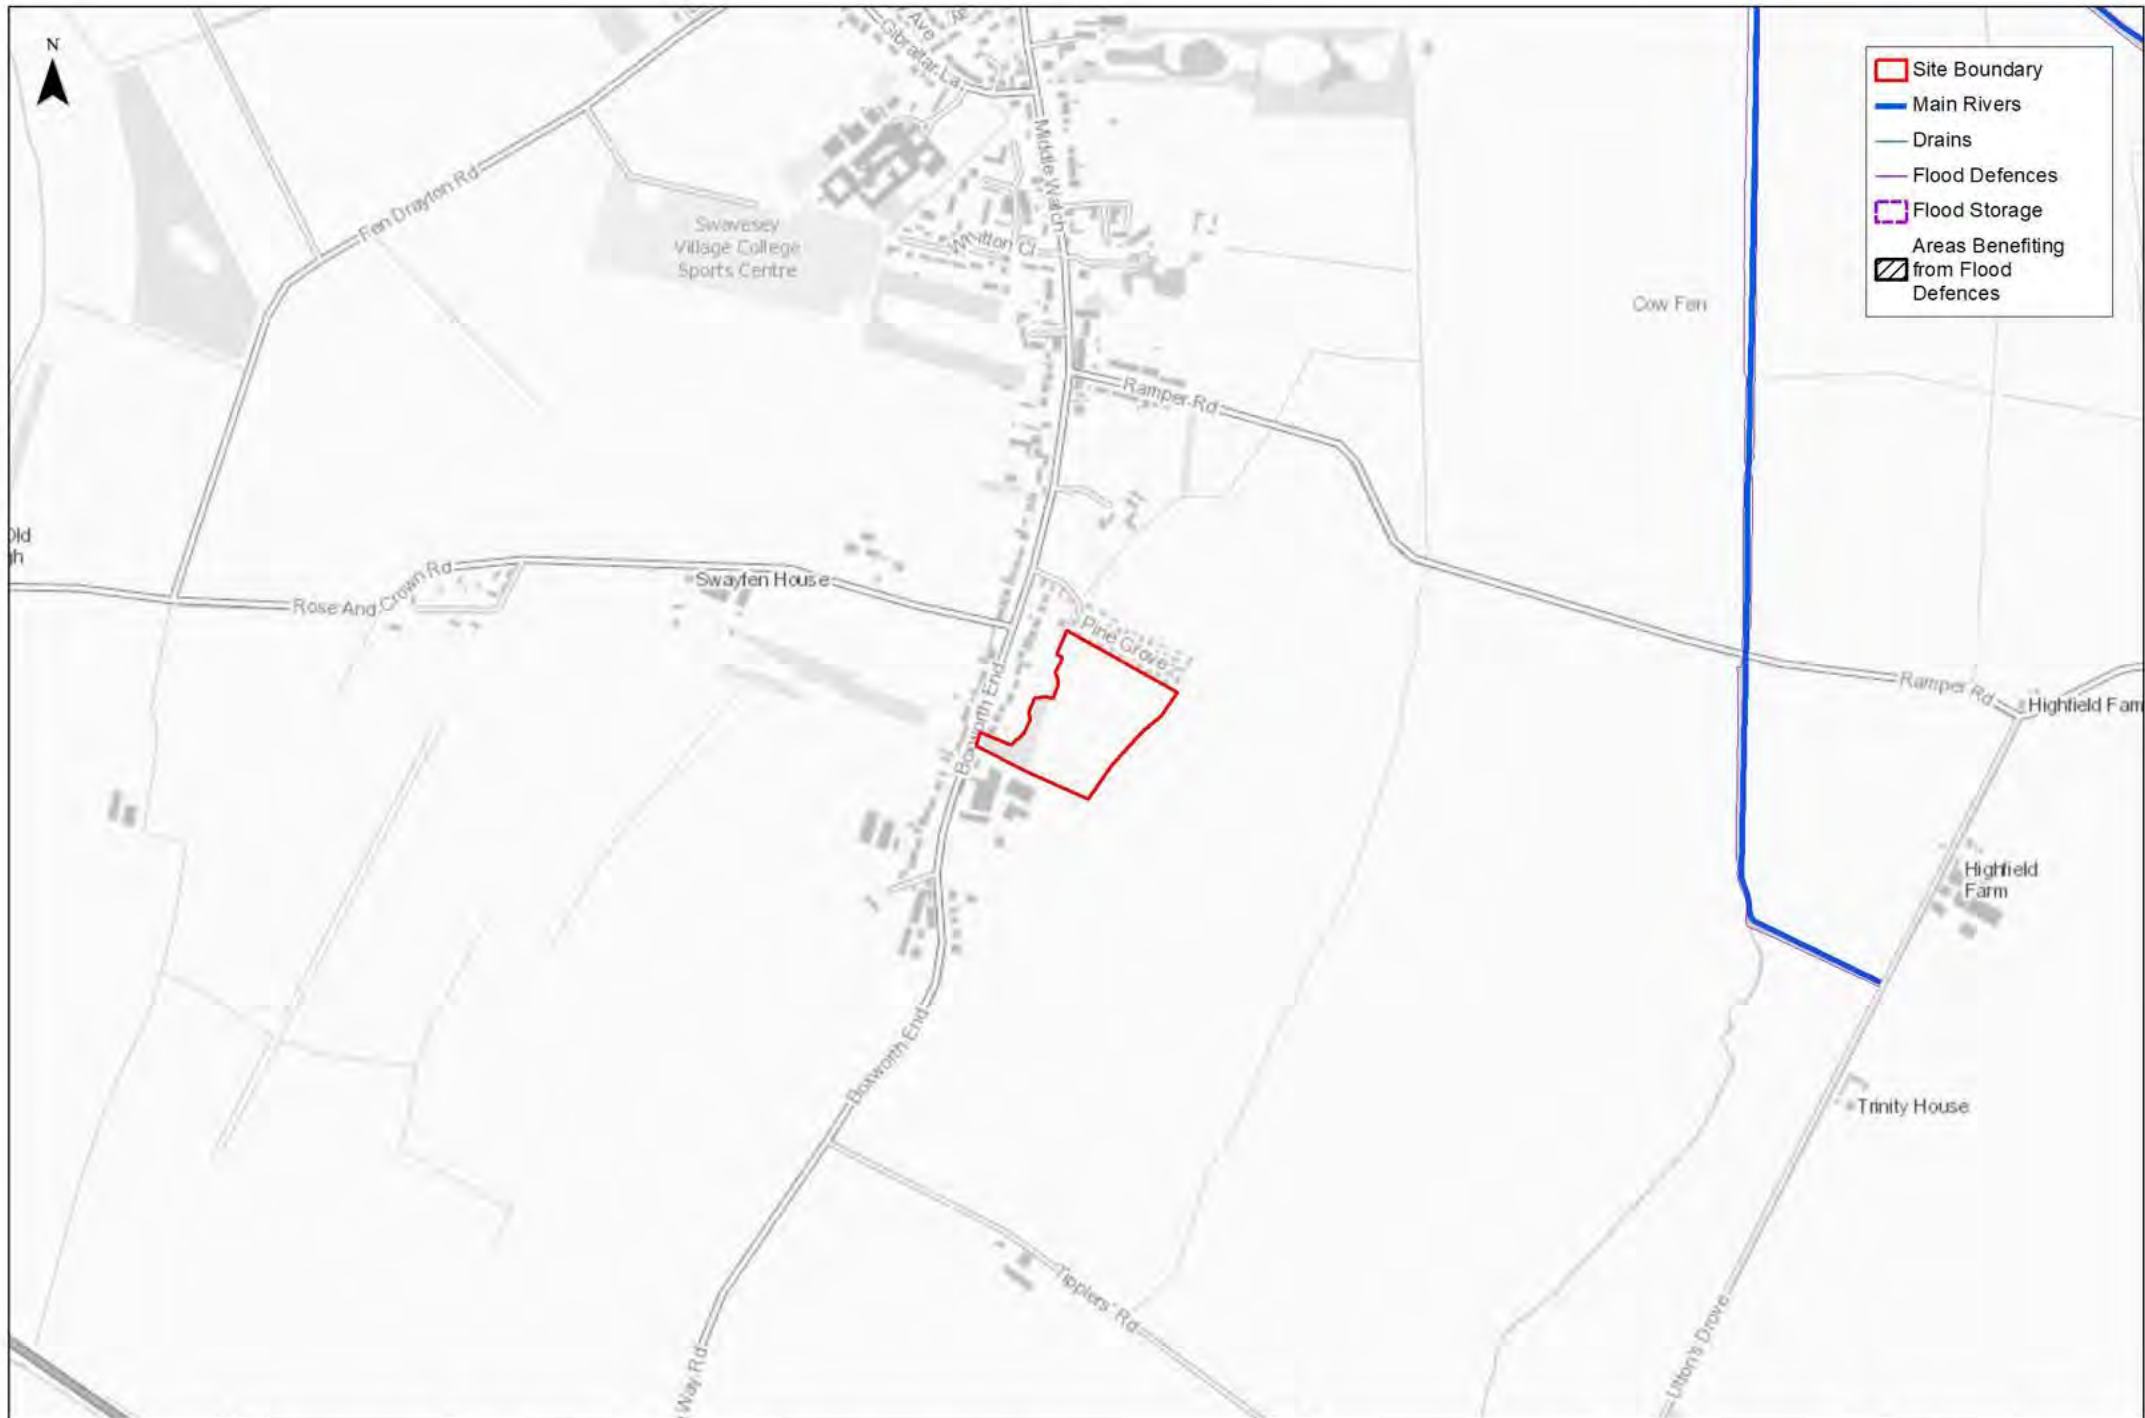 N
Site Boundary
Main Rivers
Drains
Flood Defences
Flood Storage
Areas Benefiting
from Flood
Defences
Ave
Gibraltar La
Middle Watch
Fen Drayton Rd
Swavesey
Village College
Sports Centre
Whitton Cl
Cow Fen
Ramper Rd
Old
Rose And Crown Rd
Swayfen House
Pine Grove
Boxworth End
Ramper Rd
Highfield Farm
Highfield
Farm
Boxworth End
Trinity House
Tipplers' Rd
Utton's Drove
Way Rd